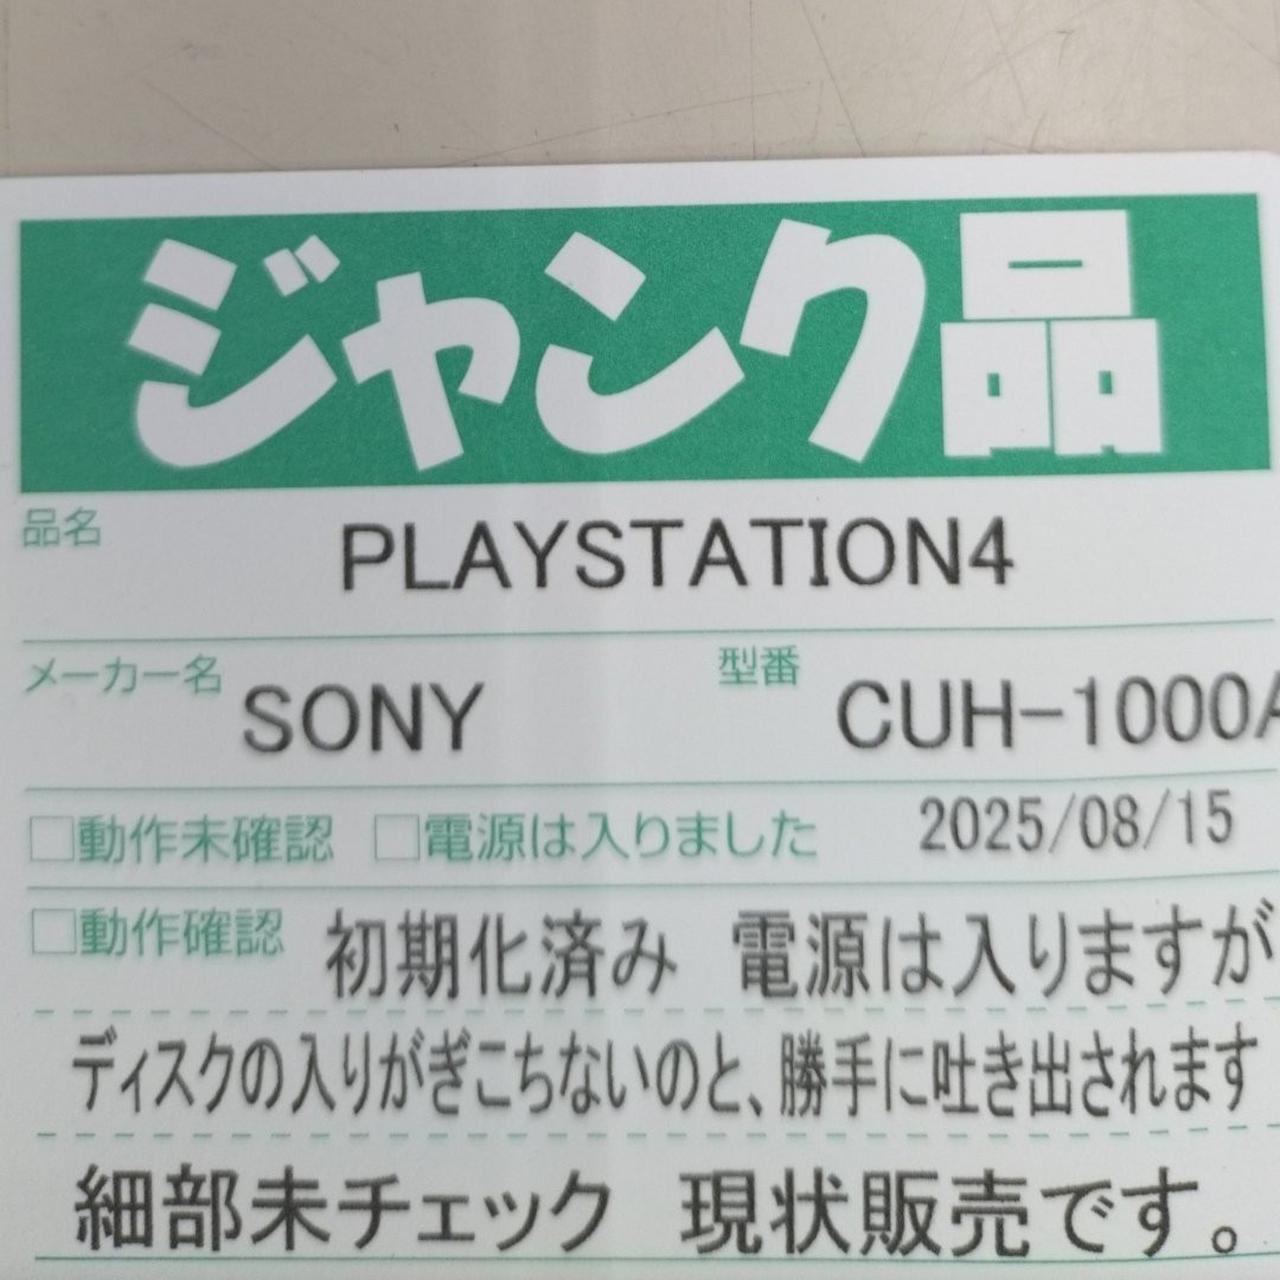 ジャンク品
品名 PLAYSTATION4
メーカー名 SONY 型番 CUH-1000A
□動作未確認 □電源は入りました 2025/08/15
□動作確認 初期化済み 電源は入りますが
ディスクの入りがぎこちないのと、勝手に吐き出されます
細部未チェック 現状販売です。